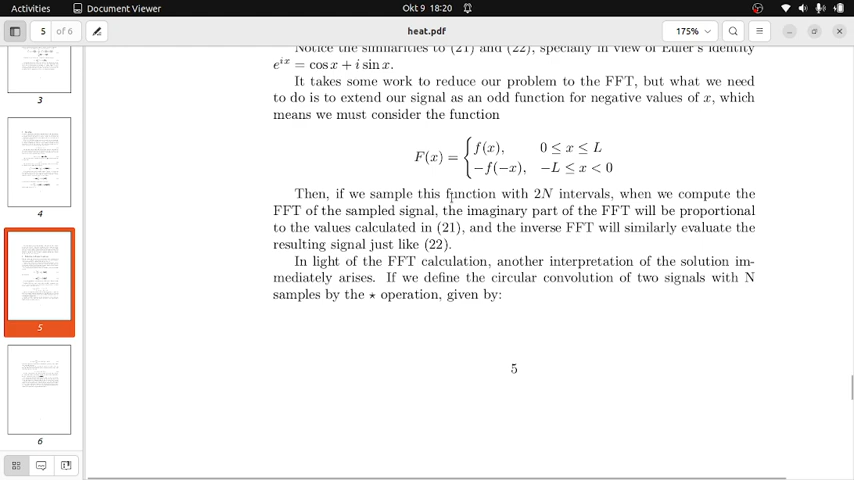 Activities
Document Viewer
Okt 9 18:20
5 of 6
heat.pdf
175%
3
4
5
6
Notice the similarities to (21) and (22), specially in view of Euler's identity
e^{ix} = cos x + i sin x.
It takes some work to reduce our problem to the FFT, but what we need
to do is to extend our signal as an odd function for negative values of x, which
means we must consider the function
F(x) = { f(x), 0 ≤ x ≤ L
−f(−x), −L ≤ x < 0
Then, if we sample this function with 2N intervals, when we compute the
FFT of the sampled signal, the imaginary part of the FFT will be proportional
to the values calculated in (21), and the inverse FFT will similarly evaluate the
resulting signal just like (22).
In light of the FFT calculation, another interpretation of the solution im-
mediately arises. If we define the circular convolution of two signals with N
samples by the ⋆ operation, given by:
5